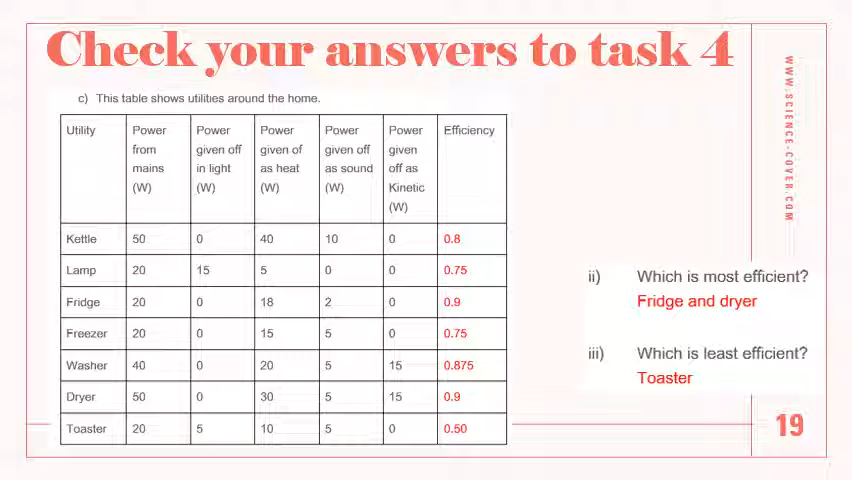 Check your answers to task 4
c) This table shows utilities around the home.
Utility Power from mains (W) Power given off in light (W) Power given of as heat (W) Power given off as sound (W) Power given off as Kinetic (W) Efficiency
Kettle 50 0 40 10 0 0.8
Lamp 20 15 5 0 0 0.75
Fridge 20 0 18 2 0 0.9
Freezer 20 0 15 5 0 0.75
Washer 40 0 20 5 15 0.875
Dryer 50 0 30 5 15 0.9
Toaster 20 5 10 5 0 0.50
ii) Which is most efficient?
Fridge and dryer
iii) Which is least efficient?
Toaster
WWW.SCIENCE-COVER.COM
19